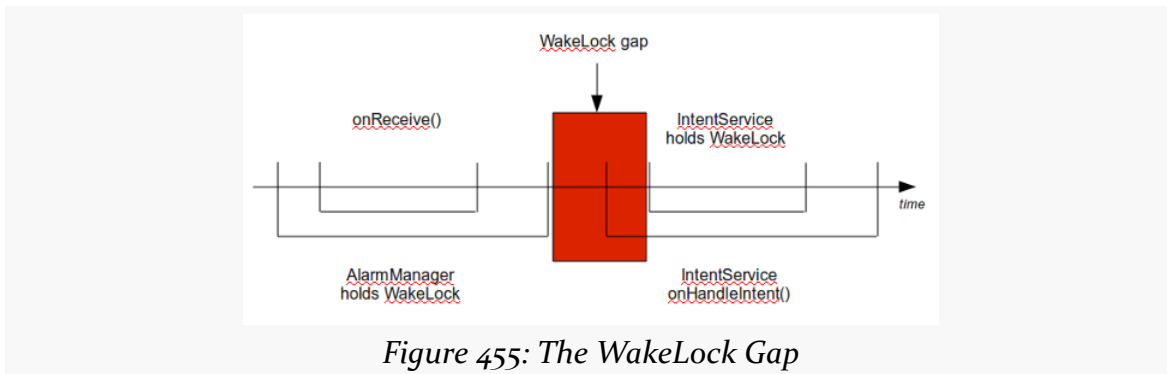 WakeLock gap
onReceive()
IntentService
holds WakeLock
time
AlarmManager
holds WakeLock
IntentService
onHandleIntent()
Figure 455: The WakeLock Gap